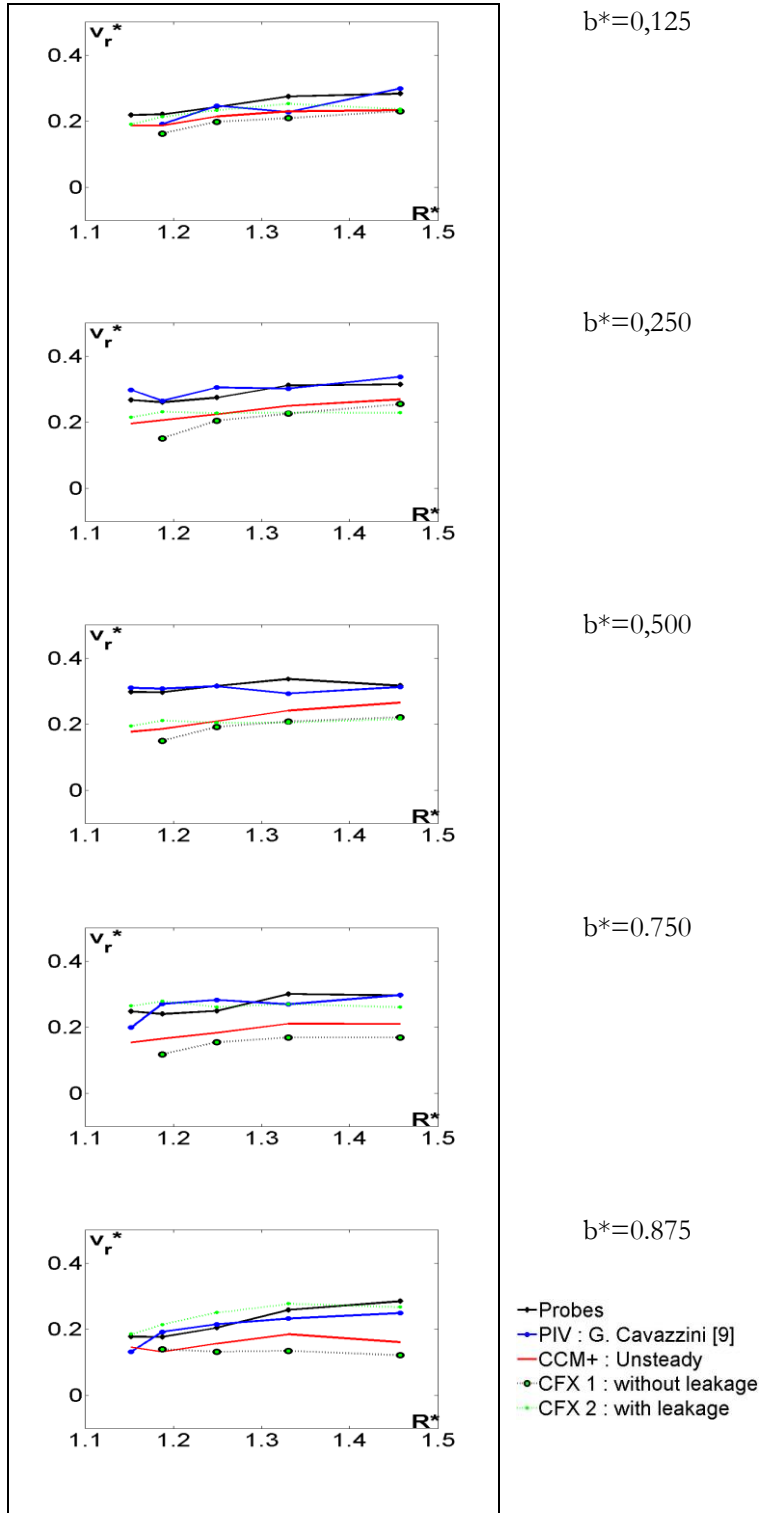 v_r^*
b*=0,125
0.4
0.2
0
R*
1.1 1.2 1.3 1.4 1.5
v_r^*
b*=0,250
0.4
0.2
0
R*
1.1 1.2 1.3 1.4 1.5
v_r^*
b*=0,500
0.4
0.2
0
R*
1.1 1.2 1.3 1.4 1.5
v_r^*
b*=0.750
0.4
0.2
0
R*
1.1 1.2 1.3 1.4 1.5
v_r^*
b*=0.875
0.4
0.2
0
R*
1.1 1.2 1.3 1.4 1.5
Probes
PIV : G. Cavazzini [9]
CCM+ : Unsteady
CFX 1 : without leakage
CFX 2 : with leakage